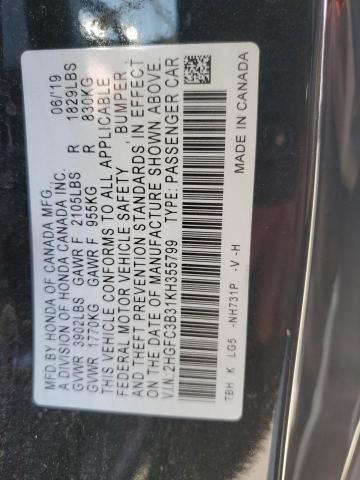 MFD.BY HONDA OF CANADA MFG., 06/19
A DIVISION OF HONDA CANADA INC.
GVWR 3902LBS GAWR F 2105LBS R 1829LBS
GVWR 1770KG GAWR F 955KG R 830KG
THIS VEHICLE CONFORMS TO ALL APPLICABLE
FEDERAL MOTOR VEHICLE SAFETY, BUMPER,
AND THEFT PREVENTION STANDARDS, IN EFFECT
ON THE DATE OF MANUFACTURE SHOWN ABOVE.
V.I.N.:2HGFC3B31KH355799 TYPE: PASSENGER CAR
TBH K LG5 -NH731P -V -H
MADE IN CANADA